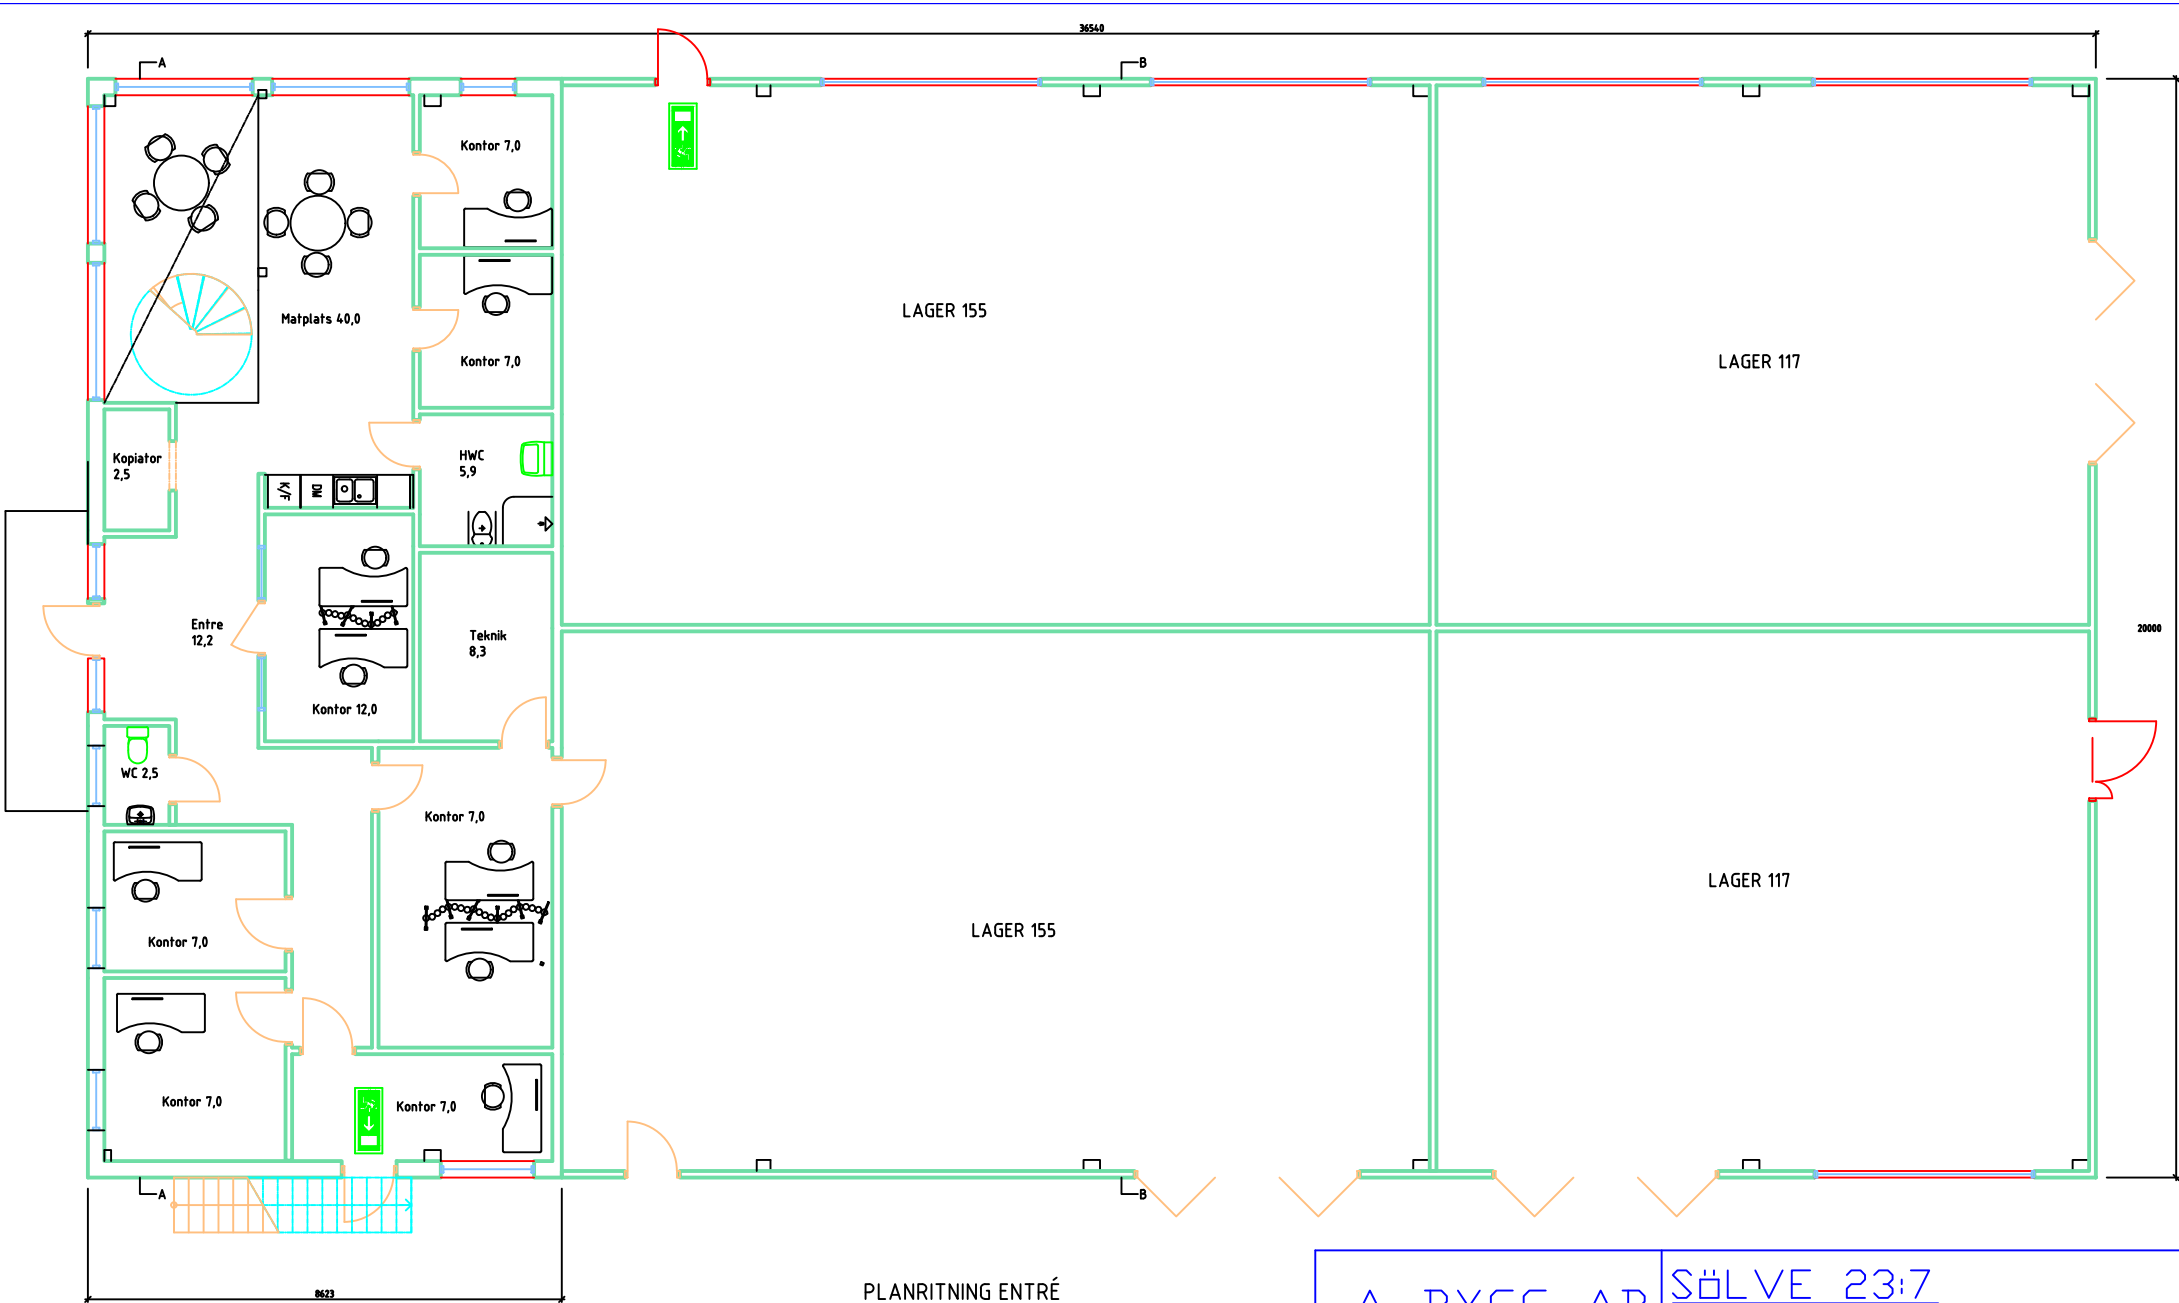 36540
A
B
Kontor 7,0
LAGER 155
Matplats 40,0
Kontor 7,0
LAGER 117
Kopiator
2,5
HWC
5,9
K/F
DM
Entre
12,2
Teknik
8,3
20000
Kontor 12,0
WC 2,5
Kontor 7,0
LAGER 117
Kontor 7,0
LAGER 155
Kontor 7,0
Kontor 7,0
A
B
8623
PLANRITNING ENTRÉ
SöLVE 23:7